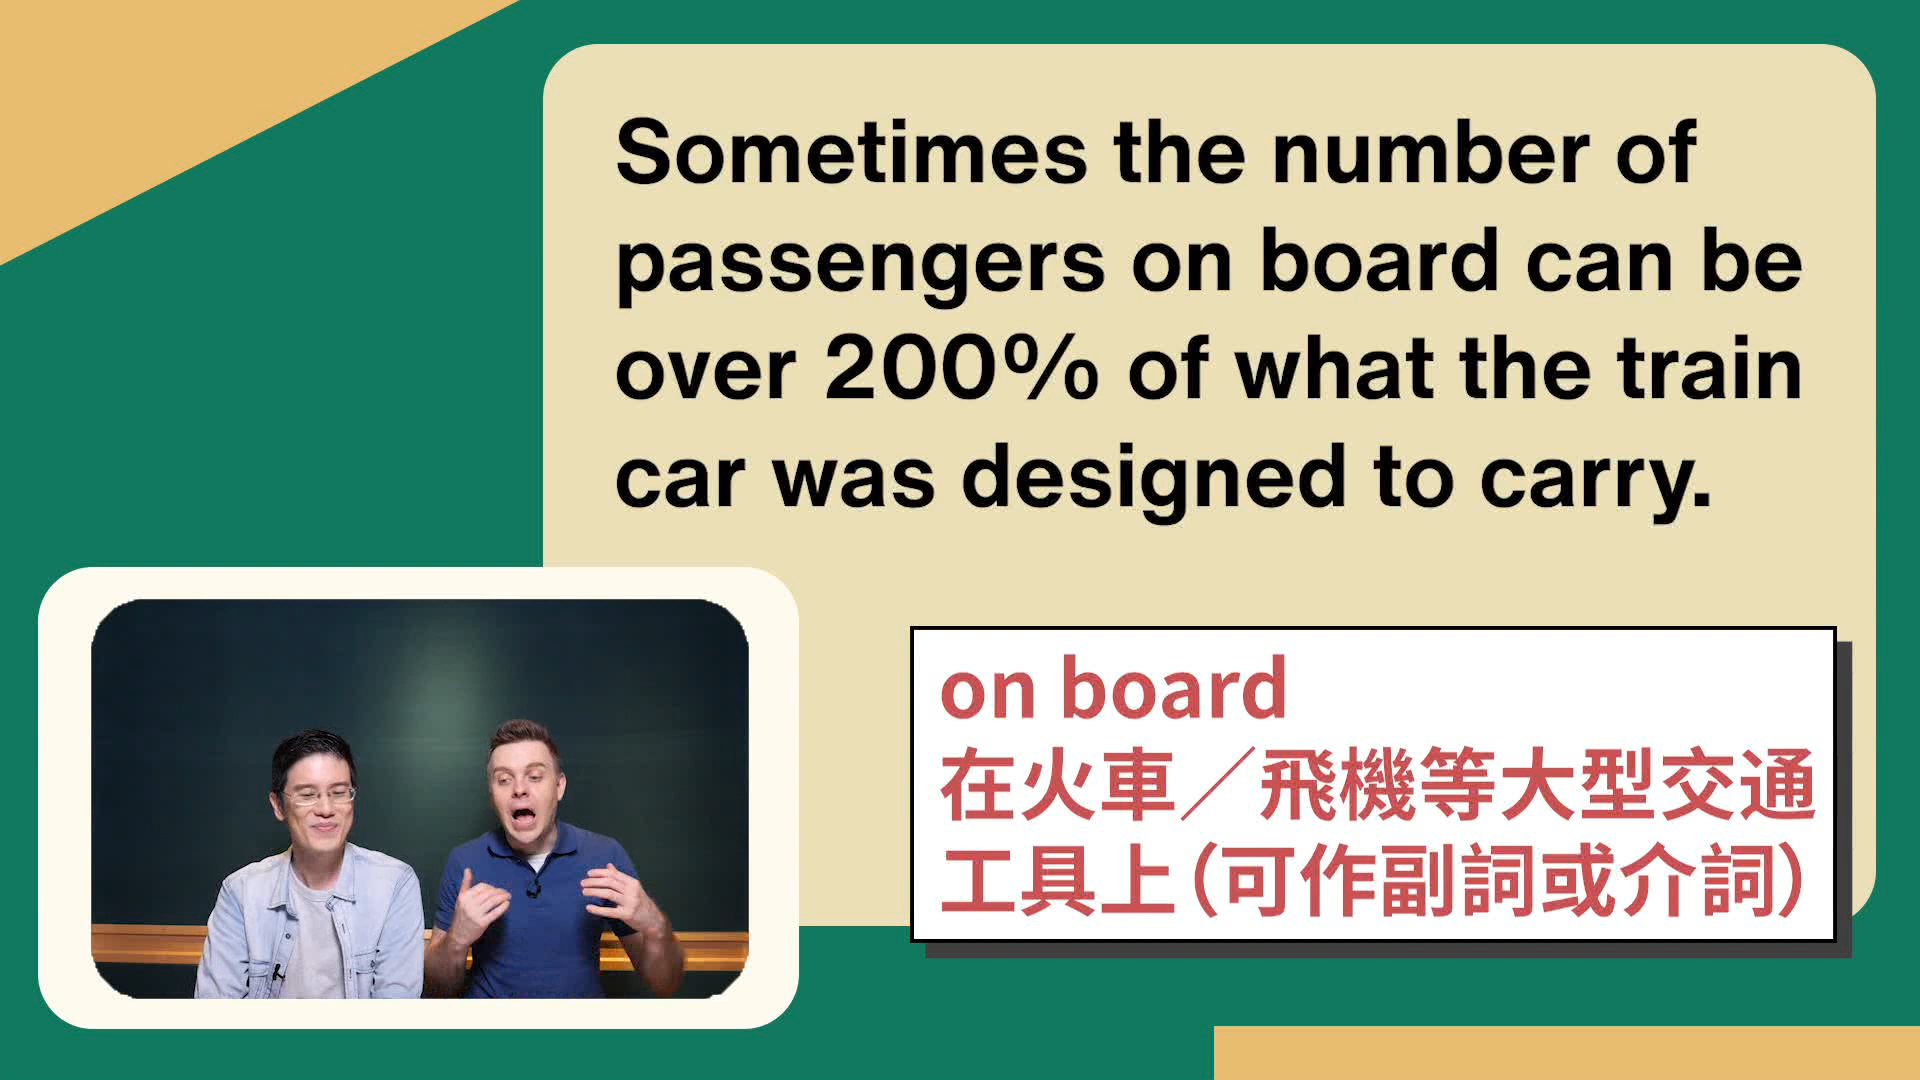 Sometimes the number of
passengers on board can be
over 200% of what the train
car was designed to carry.
on board
在火車／飛機等大型交通
工具上（可作副詞或介詞）